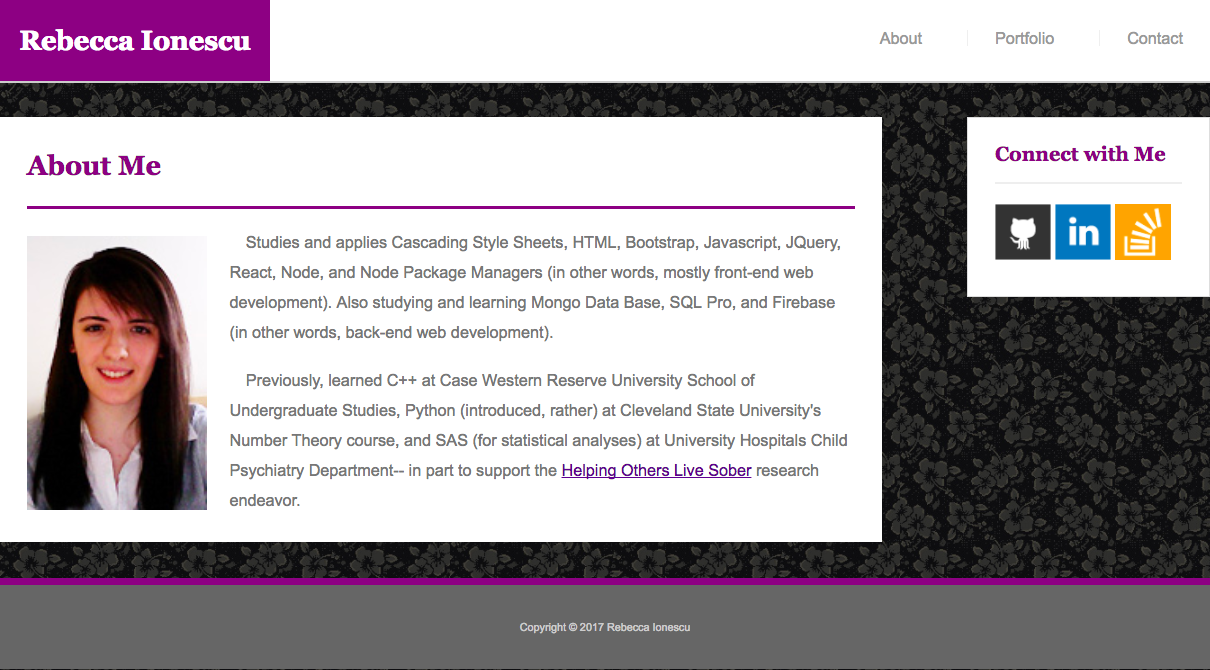 Rebecca Ionescu
About
Portfolio
Contact
About Me
Studies and applies Cascading Style Sheets, HTML, Bootstrap, Javascript, JQuery,
React, Node, and Node Package Managers (in other words, mostly front-end web
development). Also studying and learning Mongo Data Base, SQL Pro, and Firebase
(in other words, back-end web development).
Previously, learned C++ at Case Western Reserve University School of
Undergraduate Studies, Python (introduced, rather) at Cleveland State University's
Number Theory course, and SAS (for statistical analyses) at University Hospitals Child
Psychiatry Department-- in part to support the Helping Others Live Sober research
endeavor.
Connect with Me
in
Copyright © 2017 Rebecca Ionescu